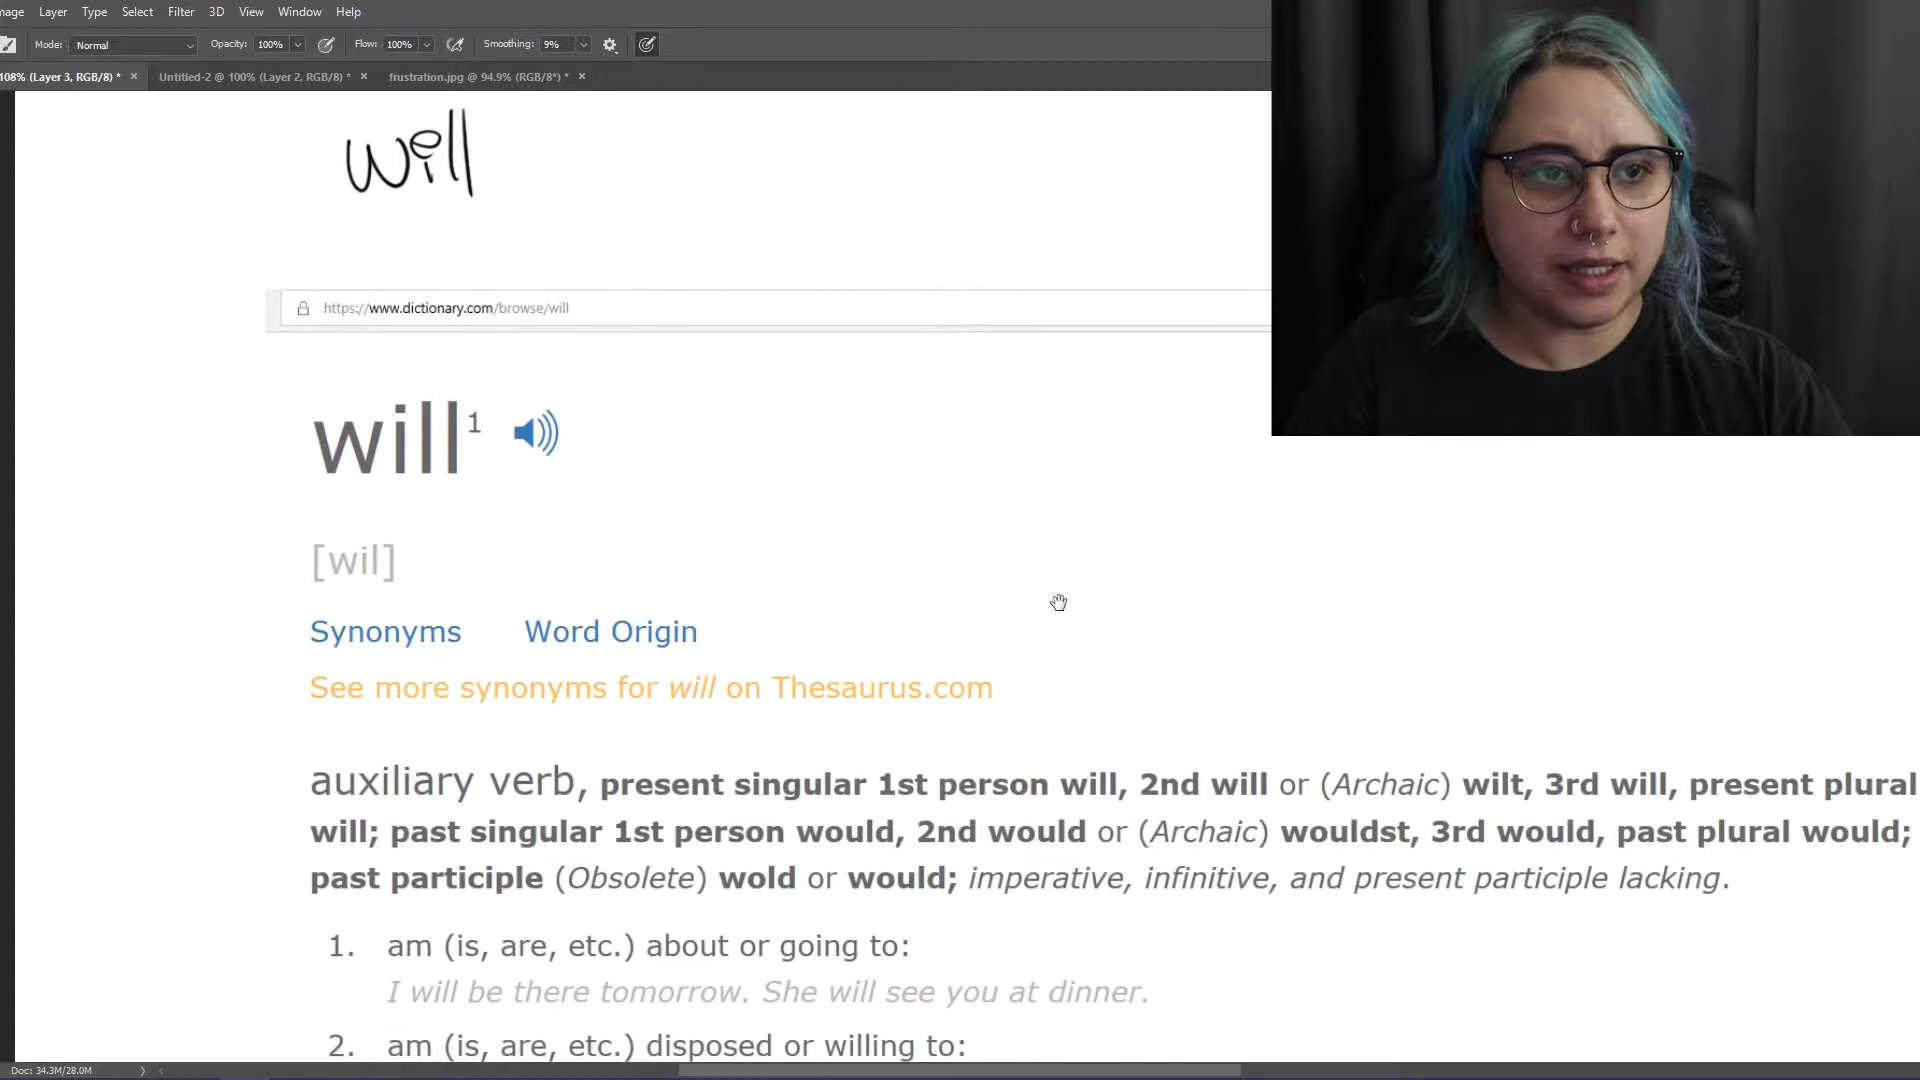 mage Layer Type Select Filter 3D View Window Help
Mode: Normal Opacity: 100% Flow: 100% Smoothing: 9%
108% (Layer 3, RGB/8) * × Untitled-2 @ 100% (Layer 2, RGB/8) * × frustration.jpg @ 94.9% (RGB/8*) * ×
will
https://www.dictionary.com/browse/will
will1
[wil]
Synonyms Word Origin
See more synonyms for will on Thesaurus.com
auxiliary verb, present singular 1st person will, 2nd will or (Archaic) wilt, 3rd will, present plural
will; past singular 1st person would, 2nd would or (Archaic) wouldst, 3rd would, past plural would;
past participle (Obsolete) wold or would; imperative, infinitive, and present participle lacking.
1. am (is, are, etc.) about or going to:
I will be there tomorrow. She will see you at dinner.
2. am (is, are, etc.) disposed or willing to:
Doc: 34.3M/28.0M